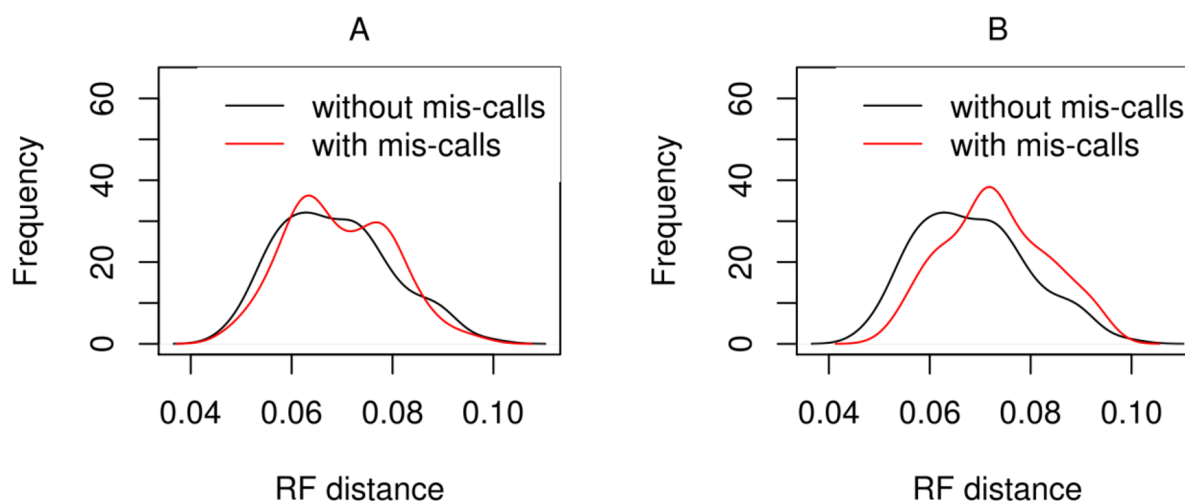 A
without mis-calls
with mis-calls
Frequency
60
40
20
0
0.04 0.06 0.08 0.10
RF distance
B
without mis-calls
with mis-calls
Frequency
60
40
20
0
0.04 0.06 0.08 0.10
RF distance